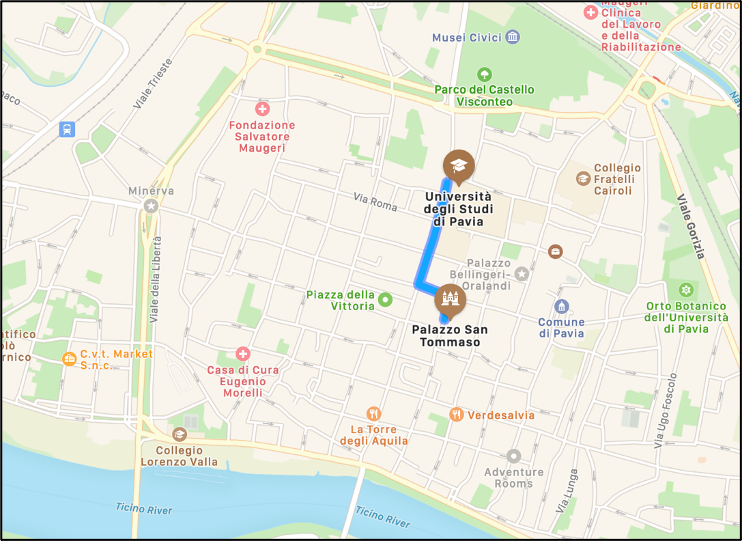 Maugeri
Clinica
del Lavoro
e della
Riabilitazione
Giardino
Musei Civici
Viale Trieste
Parco del Castello
Visconteo
naco
Fondazione
Salvatore
Maugeri
Minerva
Via Roma
Università
degli Studi
di Pavia
Collegio
Fratelli
Cairoli
Viale Gorizia
Viale della Libertà
Palazzo
Bellingeri-
Orlandi
Piazza della
Vittoria
Palazzo San
Tommaso
Comune
di Pavia
Orto Botanico
dell'Università
di Pavia
ntifico
olò
rnico
C.v.t. Market
S.n.c.
Casa di Cura
Eugenio
Morelli
Via Ugo Foscolo
La Torre
degli Aquila
Verdesalvia
Collegio
Lorenzo Valla
Adventure
Rooms
Via Lunga
Ticino River
Ticino River